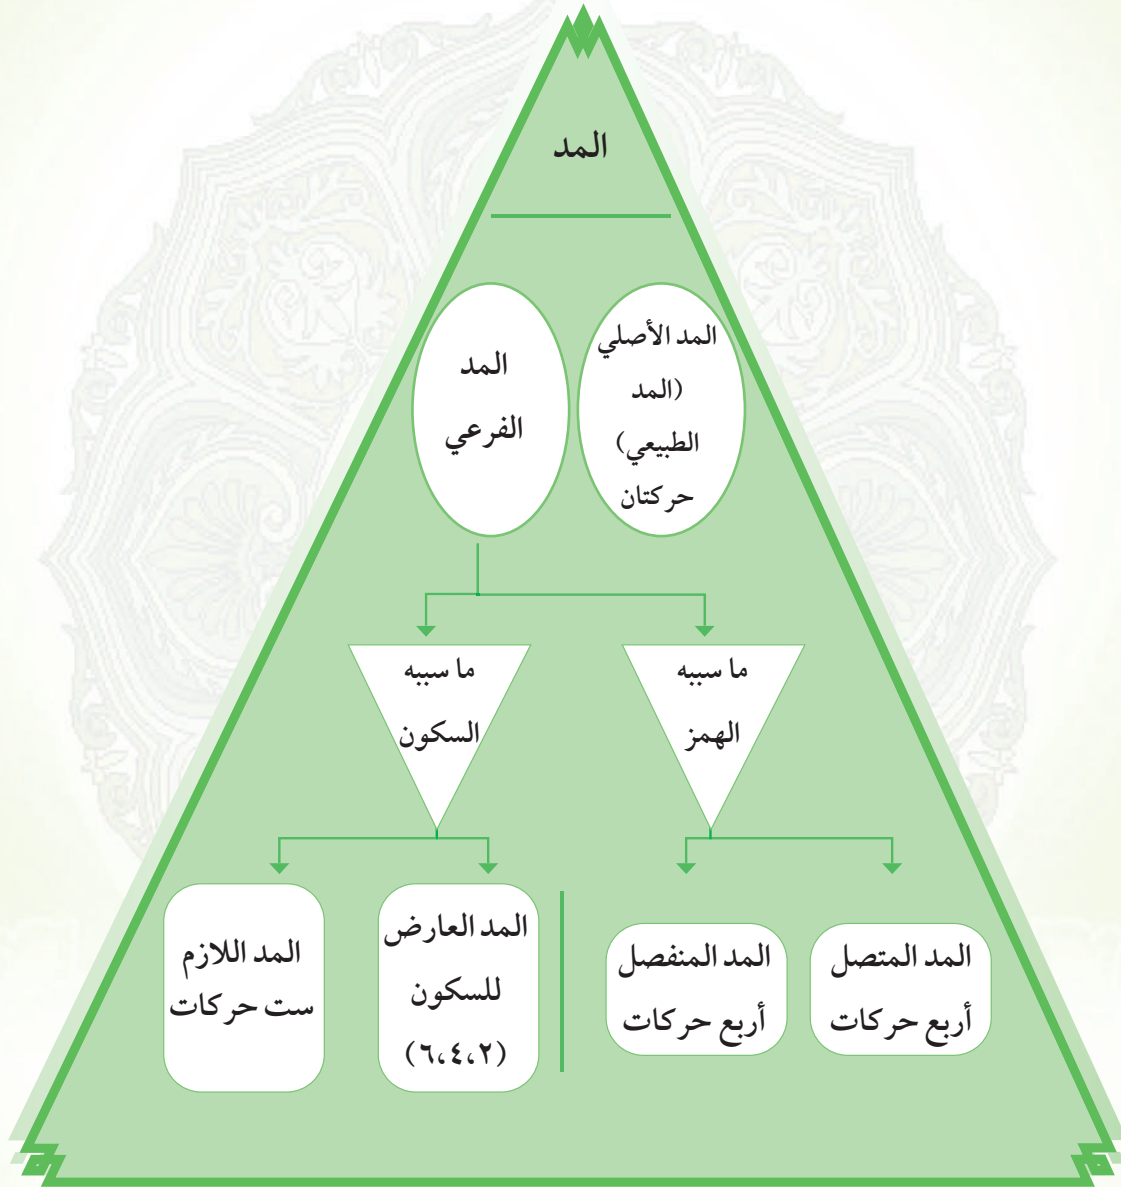 المد
المد الأصلي
(المد
الطبيعي)
حركتان
المد
الفرعي
ما سببه
الهمز
ما سببه
السكون
المد المتصل
أربع حركات
المد المنفصل
أربع حركات
المد العارض
للسكون
(٢،٤،٦)
المد اللازم
ست حركات